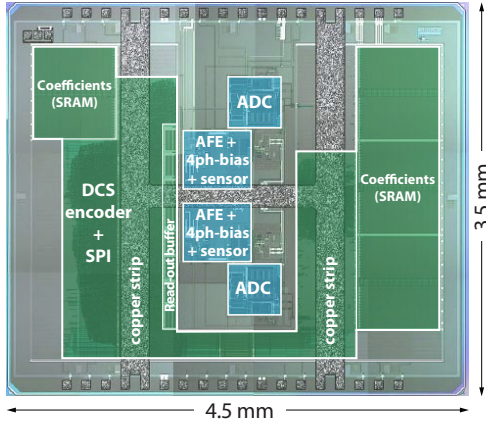 Coefficients
(SRAM)
ADC
AFE +
4ph-bias
+ sensor
DCS
encoder
+
SPI
Coefficients
(SRAM)
AFE +
4ph-bias
+ sensor
Read-out buffer
copper strip
copper strip
ADC
3.5 mm
4.5 mm